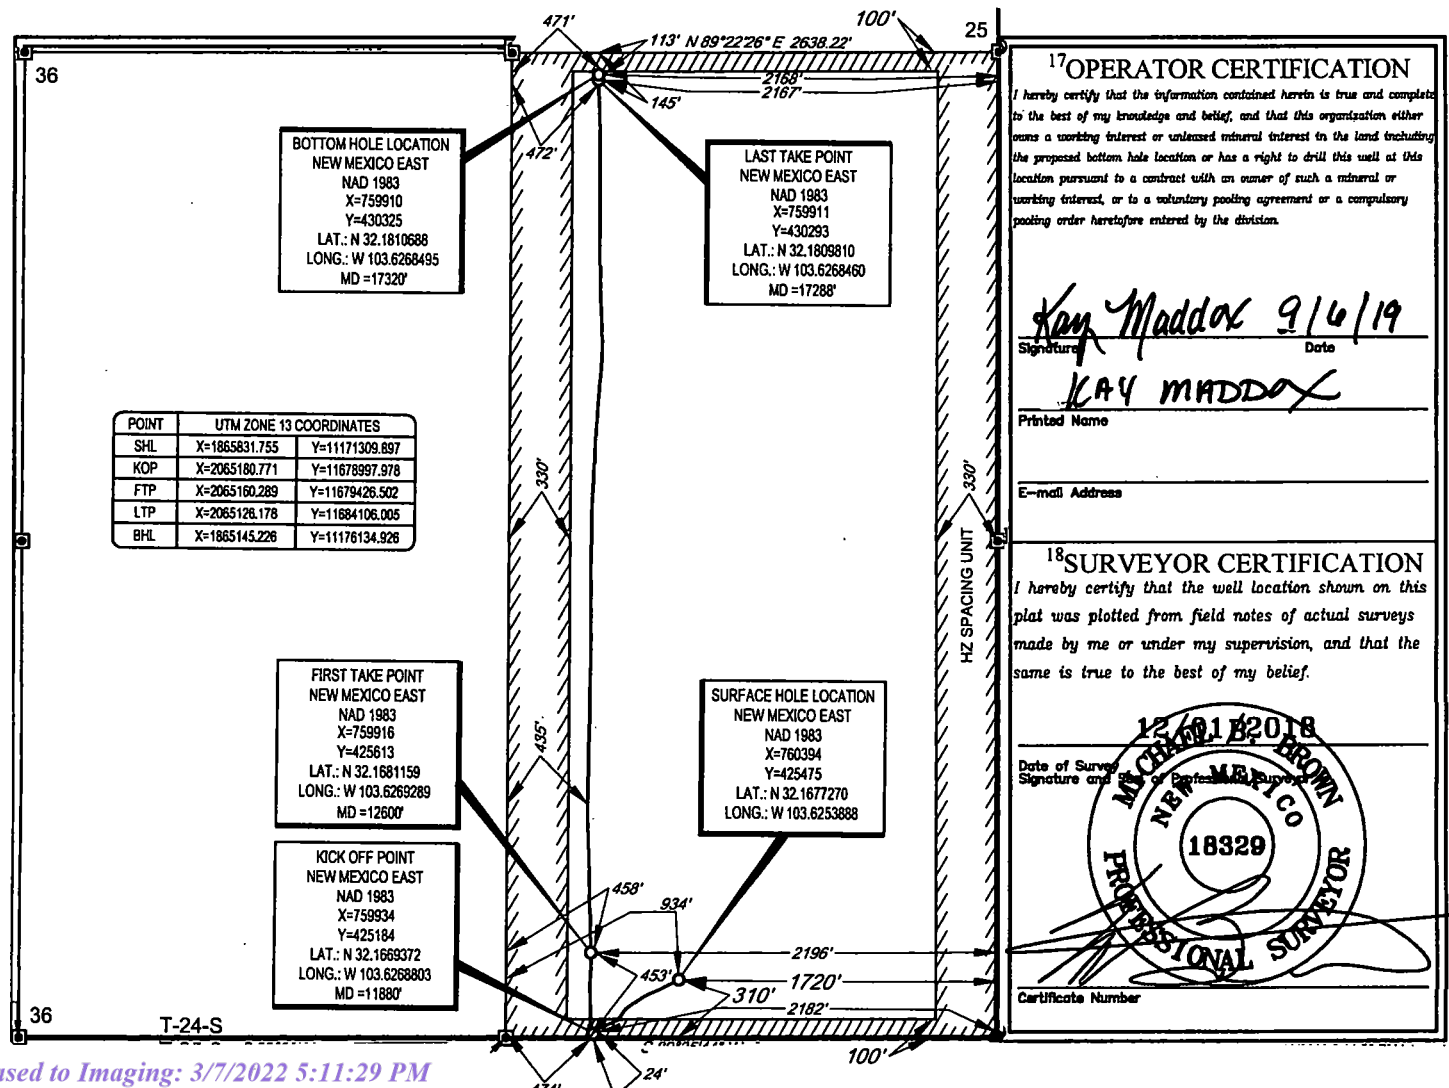 471'
100'
25
113' N 89°22'26" E 2638.22'
36
2168'
2167'
145'
472'
BOTTOM HOLE LOCATION
NEW MEXICO EAST
NAD 1983
X=759910
Y=430325
LAT.: N 32.1810688
LONG.: W 103.6268495
MD =17320'
LAST TAKE POINT
NEW MEXICO EAST
NAD 1983
X=759911
Y=430293
LAT.: N 32.1809810
LONG.: W 103.6268460
MD =17288'
POINT UTM ZONE 13 COORDINATES
SHL X=1865831.755 Y=11171309.897
KOP X=2065180.771 Y=11678997.978
FTP X=2065160.289 Y=11679426.502
LTP X=2065126.178 Y=11684106.005
BHL X=1865145.226 Y=11176134.926
330'
330'
HZ SPACING UNIT
435'
FIRST TAKE POINT
NEW MEXICO EAST
NAD 1983
X=759916
Y=425613
LAT.: N 32.1681159
LONG.: W 103.6269289
MD =12600'
SURFACE HOLE LOCATION
NEW MEXICO EAST
NAD 1983
X=760394
Y=425475
LAT.: N 32.1677270
LONG.: W 103.6253888
KICK OFF POINT
NEW MEXICO EAST
NAD 1983
X=759934
Y=425184
LAT.: N 32.1669372
LONG.: W 103.6268803
MD =11880'
458'
934'
2196'
453'
1720'
310'
2182'
36
T-24-S
100'
24'
17 OPERATOR CERTIFICATION
I hereby certify that the information contained herein is true and complete
to the best of my knowledge and belief, and that this organization either
owns a working interest or unleased mineral interest in the land including
the proposed bottom hole location or has a right to drill this well at this
location pursuant to a contract with an owner of such a mineral or
working interest, or to a voluntary pooling agreement or a compulsory
pooling order heretofore entered by the division.
Kay Maddox 9/6/19
Signature Date
KAY MADDOX
Printed Name
E-mail Address
18 SURVEYOR CERTIFICATION
I hereby certify that the well location shown on this
plat was plotted from field notes of actual surveys
made by me or under my supervision, and that the
same is true to the best of my belief.
12/01/2018
Date of Survey
Signature and Seal of Professional Surveyor
MICHAEL B. BROWN
NEW MEXICO
18329
PROFESSIONAL SURVEYOR
Certificate Number
used to Imaging: 3/7/2022 5:11:29 PM